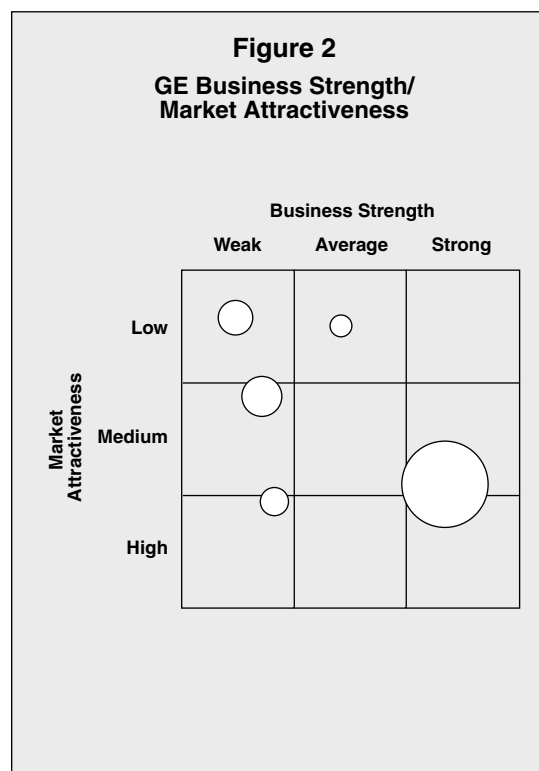 Figure 2
GE Business Strength/
Market Attractiveness
Business Strength
Weak Average Strong
Low
Market
Attractiveness
Medium
High